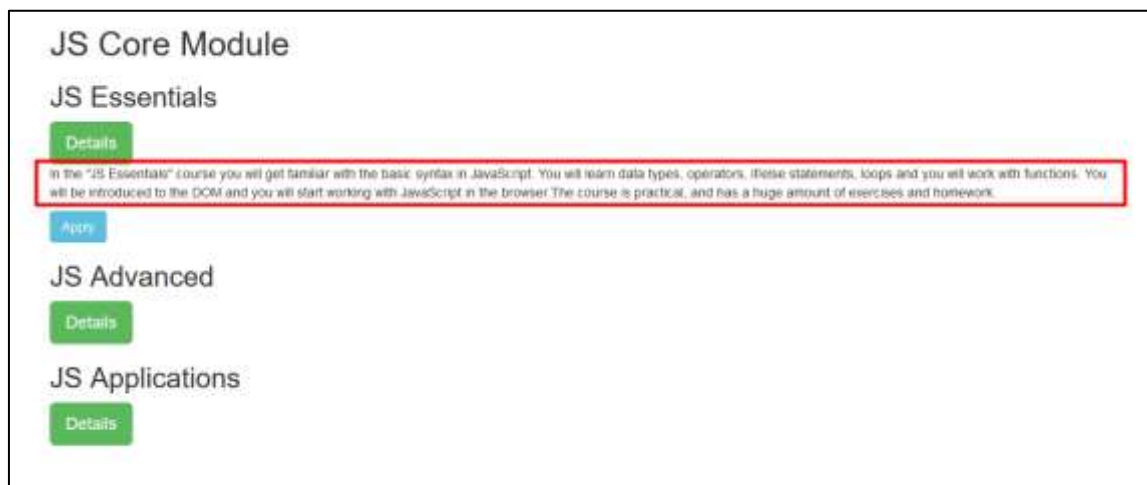 JS Core Module
JS Essentials
Details
In the "JS Essentials" course you will get familiar with the basic syntax in JavaScript. You will learn data types, operators, if/else statements, loops and you will work with functions. You
will be introduced to the DOM and you will start working with JavaScript in the browser The course is practical, and has a huge amount of exercises and homework.
Apply
JS Advanced
Details
JS Applications
Details